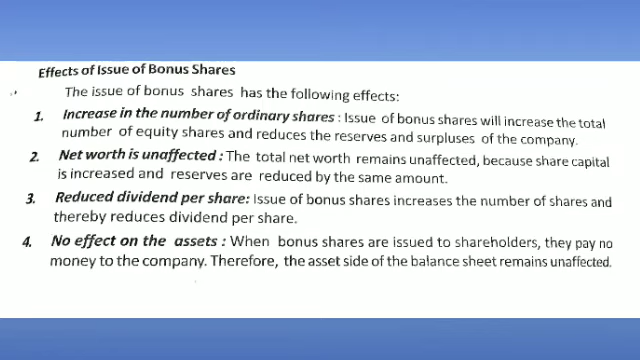 Effects of Issue of Bonus Shares
The issue of bonus shares has the following effects:
1. Increase in the number of ordinary shares : Issue of bonus shares will increase the total
number of equity shares and reduces the reserves and surpluses of the company.
2. Net worth is unaffected : The total net worth remains unaffected, because share capital
is increased and reserves are reduced by the same amount.
3. Reduced dividend per share: Issue of bonus shares increases the number of shares and
thereby reduces dividend per share.
4. No effect on the assets : When bonus shares are issued to shareholders, they pay no
money to the company. Therefore, the asset side of the balance sheet remains unaffected.